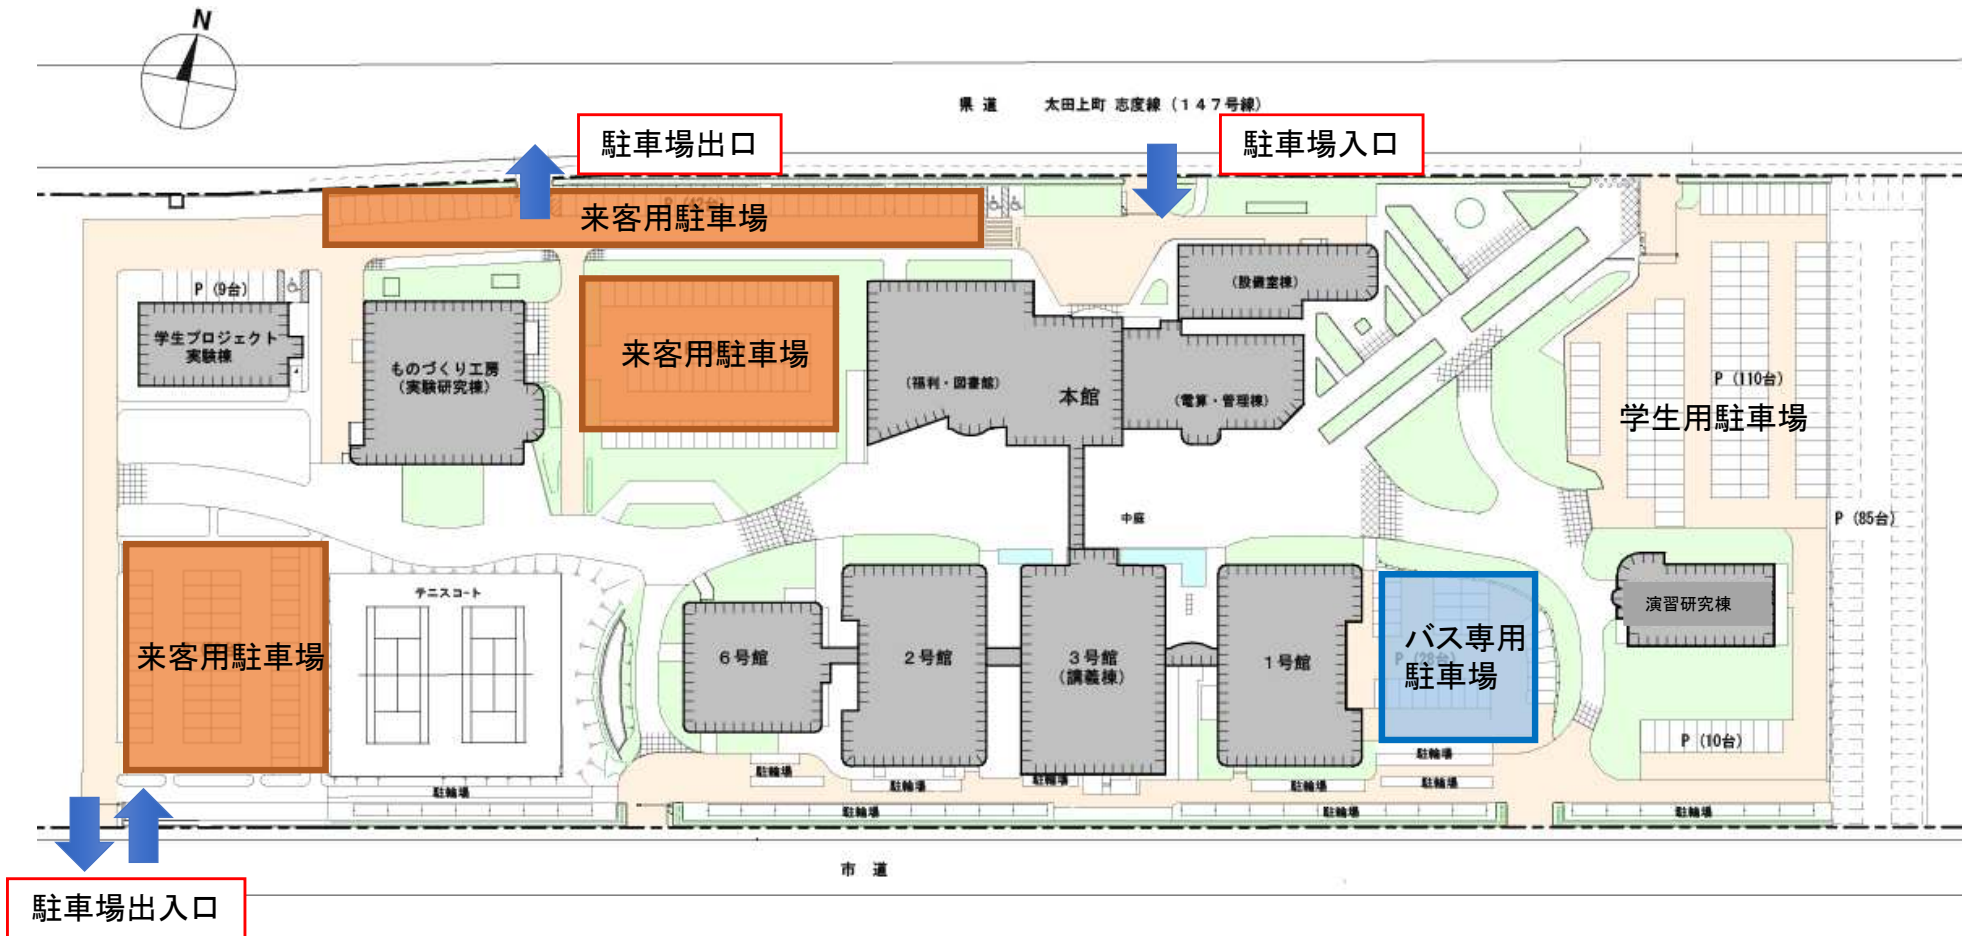 N
県道 太田上町 志度線（１４７号線）
駐車場出口
駐車場入口
P (42台)
来客用駐車場
P (9台)
学生プロジェクト
実験棟
ものづくり工房
(実験研究棟)
来客用駐車場
(福利・図書館)
本館
(設備室棟)
(電算・管理棟)
P (110台)
学生用駐車場
中庭
P (85台)
来客用駐車場
テニスコート
６号館
２号館
３号館
(講義棟)
１号館
P (28台)
バス専用
駐車場
演習研究棟
P (10台)
駐輪場
駐輪場
駐輪場
駐輪場
駐輪場
駐輪場
駐輪場
駐輪場
駐輪場
駐輪場
市道
駐車場出入口